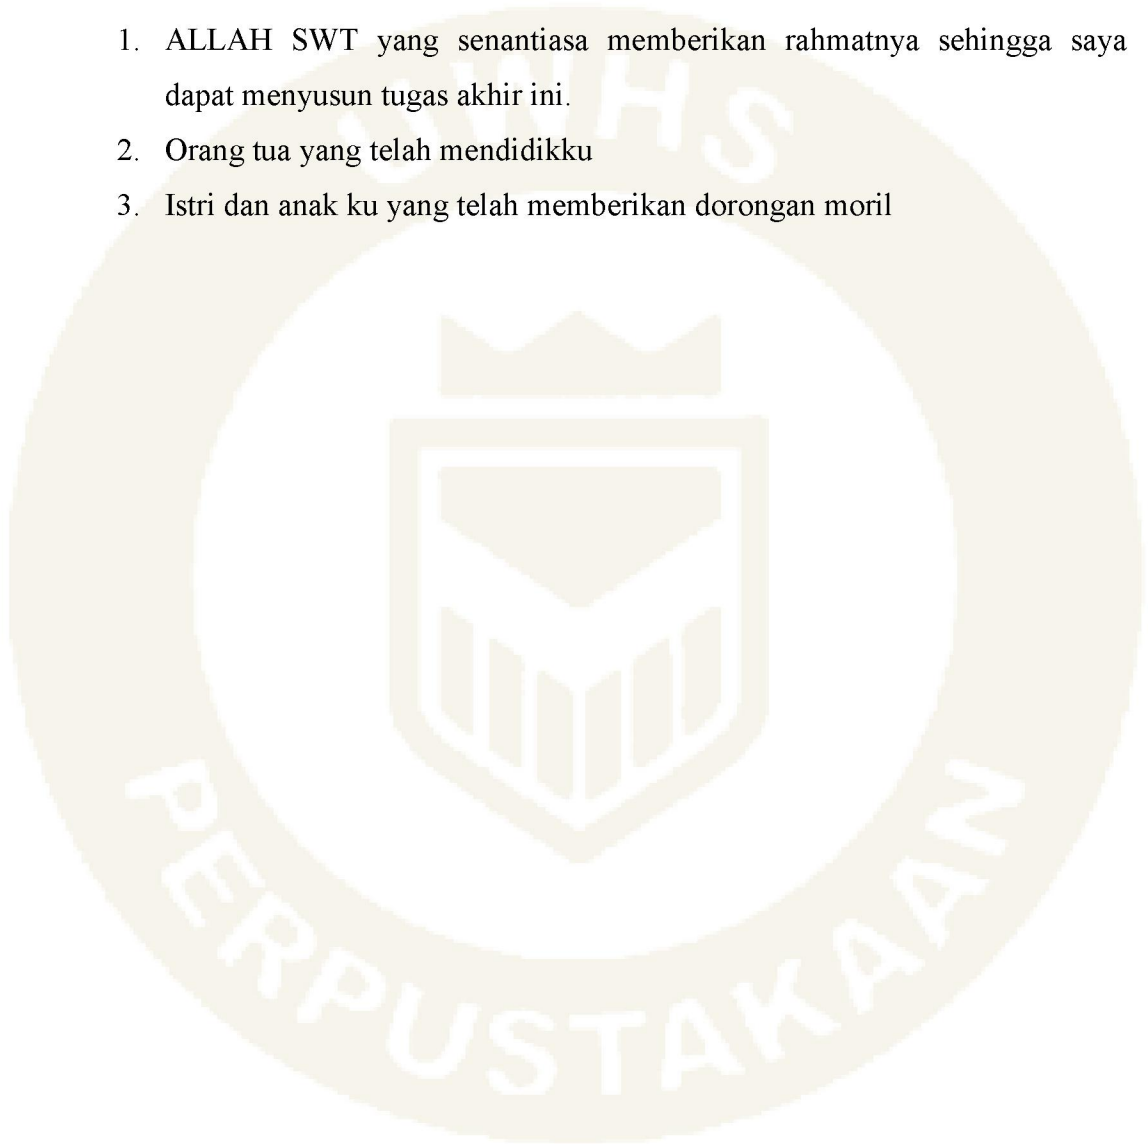 1. ALLAH SWT yang senantiasa memberikan rahmatnya sehingga saya
dapat menyusun tugas akhir ini.
2. Orang tua yang telah mendidikku
3. Istri dan anak ku yang telah memberikan dorongan moril
UWHS
PERPUSTAKAAN